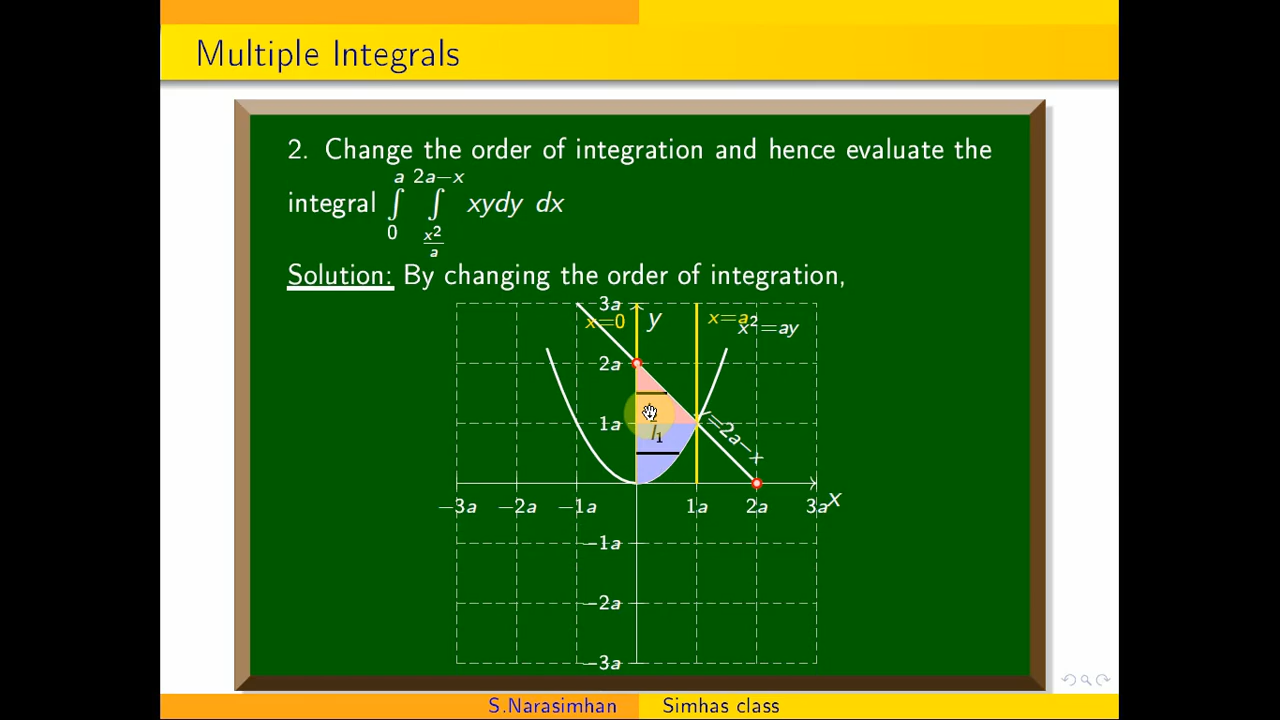 Multiple Integrals
2. Change the order of integration and hence evaluate the
integral ∫₀ᵃ ∫_{x²/a}^{2a−x} xydy dx
Solution: By changing the order of integration,
3a
x=0
y
x=a
x²=ay
2a
1a
I₁
y=2a−x
−3a −2a −1a 1a 2a 3a x
−1a
−2a
−3a
S.Narasimhan Simhas class